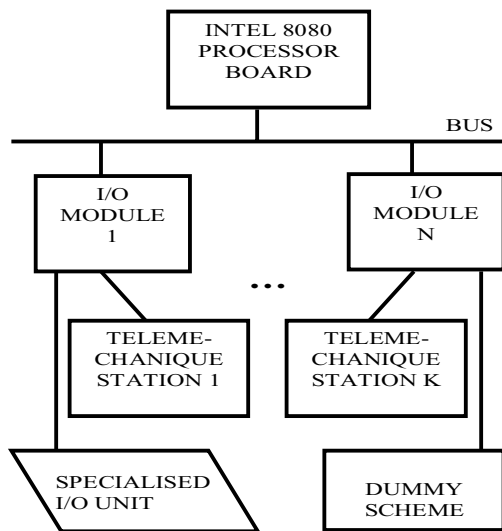 INTEL 8080
PROCESSOR
BOARD
BUS
I/O
MODULE
1
I/O
MODULE
N
...
TELEME-
CHANIQUE
STATION 1
TELEME-
CHANIQUE
STATION K
SPECIALISED
I/O UNIT
DUMMY
SCHEME